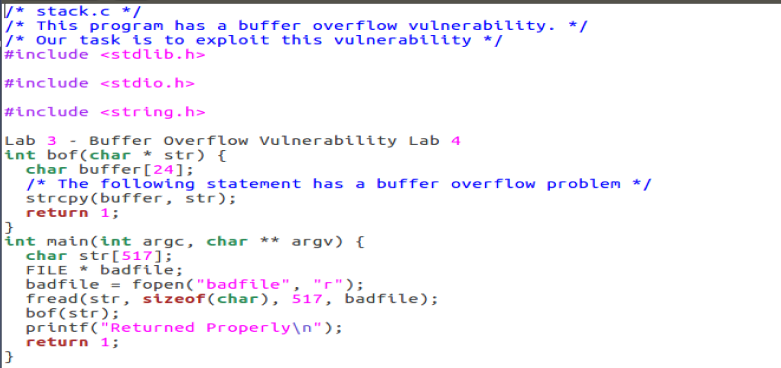 /* stack.c */
/* This program has a buffer overflow vulnerability. */
/* Our task is to exploit this vulnerability */
#include <stdlib.h>
#include <stdio.h>
#include <string.h>
Lab 3 - Buffer Overflow Vulnerability Lab 4
int bof(char * str) {
  char buffer[24];
  /* The following statement has a buffer overflow problem */
  strcpy(buffer, str);
  return 1;
}
int main(int argc, char ** argv) {
  char str[517];
  FILE * badfile;
  badfile = fopen("badfile", "r");
  fread(str, sizeof(char), 517, badfile);
  bof(str);
  printf("Returned Properly\n");
  return 1;
}